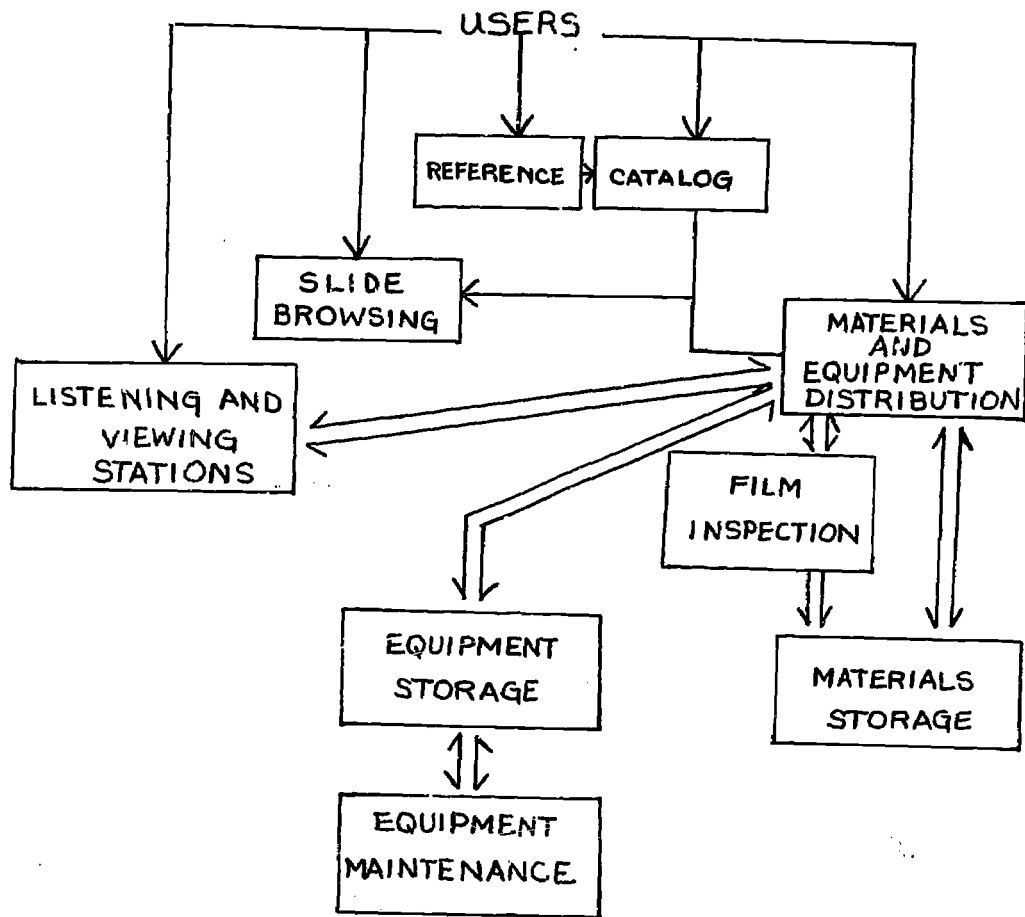 USERS
REFERENCE
CATALOG
SLIDE
BROWSING
MATERIALS
AND
EQUIPMENT
DISTRIBUTION
LISTENING AND
VIEWING
STATIONS
FILM
INSPECTION
EQUIPMENT
STORAGE
MATERIALS
STORAGE
EQUIPMENT
MAINTENANCE